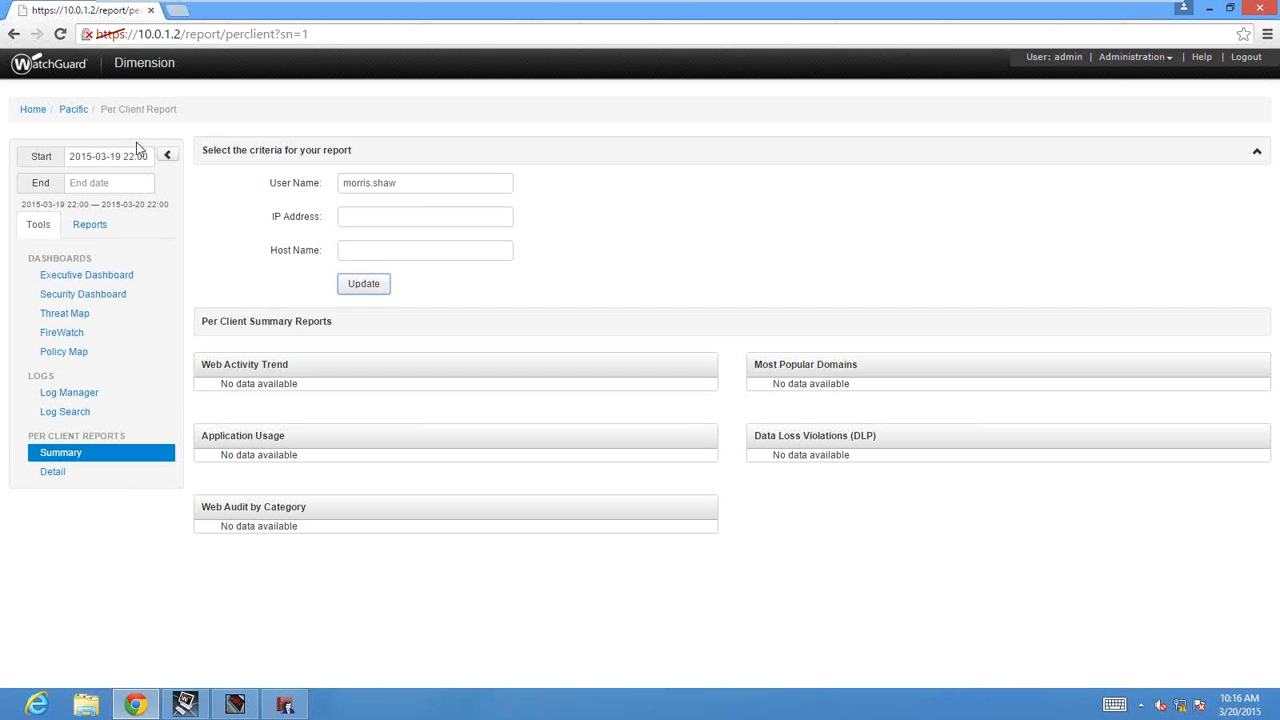 https://10.0.1.2/report/pe
https://10.0.1.2/report/perclient?sn=1
WatchGuard Dimension
User: admin | Administration | Help | Logout
Home / Pacific / Per Client Report
Start 2015-03-19 22:00
End End date
2015-03-19 22:00 — 2015-03-20 22:00
Tools Reports
DASHBOARDS
Executive Dashboard
Security Dashboard
Threat Map
FireWatch
Policy Map
LOGS
Log Manager
Log Search
PER CLIENT REPORTS
Summary
Detail
Select the criteria for your report
User Name: morris.shaw
IP Address:
Host Name:
Update
Per Client Summary Reports
Web Activity Trend
No data available
Most Popular Domains
No data available
Application Usage
No data available
Data Loss Violations (DLP)
No data available
Web Audit by Category
No data available
10:16 AM
3/20/2015